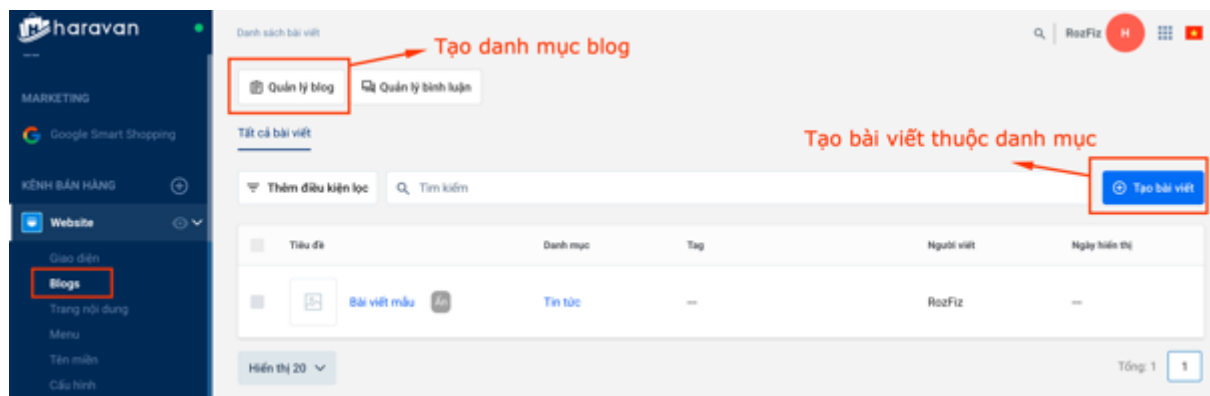 haravan
Danh sách bài viết
Tạo danh mục blog
RozFiz
H
Quản lý blog
Quản lý bình luận
MARKETING
Google Smart Shopping
Tất cả bài viết
Tạo bài viết thuộc danh mục
KÊNH BÁN HÀNG
Thêm điều kiện lọc
Tìm kiếm
Tạo bài viết
Website
Tiêu đề
Danh mục
Tag
Người viết
Ngày hiển thị
Giao diện
Blogs
Bài viết mẫu
Ẩn
Tin tức
—
RozFiz
—
Trang nội dung
Menu
Tên miền
Hiển thị 20
Tổng: 1
1
Cấu hình